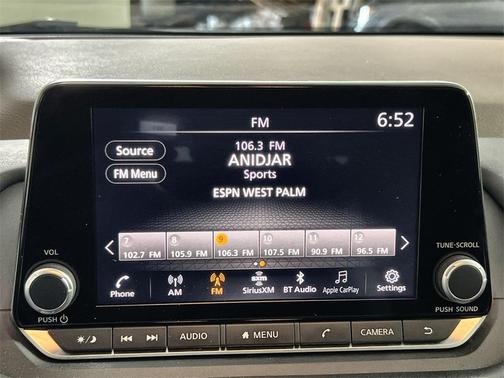 FM
6:52
Source
FM Menu
106.3 FM
ANIDJAR
Sports
ESPN WEST PALM
7 8 9 10 11 12
102.7 FM 105.9 FM 106.3 FM 107.5 FM 90.9 FM 96.5 FM
Phone AM FM SiriusXM BT Audio Apple CarPlay Settings
sxm
VOL
PUSH
TUNE·SCROLL
PUSH SOUND
AUDIO MENU CAMERA